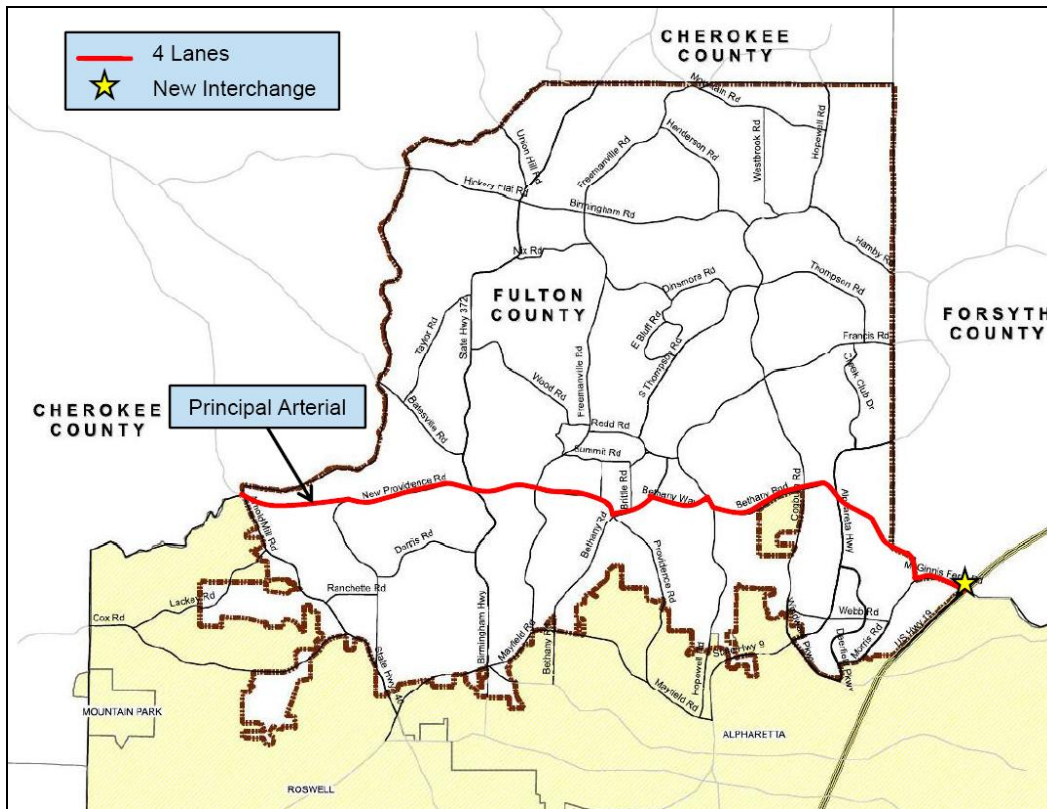 4 Lanes
New Interchange
CHEROKEE
COUNTY
Mountain Rd
Union Hill Rd
Freemanville Rd
Henderson Rd
Westbrook Rd
Hopewell Rd
Hickory Flat Rd
Birmingham Rd
Nix Rd
Hamby Rd
Dinsmore Rd
Thompson Rd
FULTON
COUNTY
FORSYTH
COUNTY
State Hwy 372
Taylor Rd
E Bluff Rd
Francis Rd
S Thompson Rd
Freemanville Rd
Wood Rd
Creek Club Dr
Batesville Rd
CHEROKEE
COUNTY
Principal Arterial
Redd Rd
Summit Rd
New Providence Rd
Brittle Rd
Bethany Way
Bethany Bnd
Cogburn Rd
Alpharetta Hwy
Arnold Mill Rd
Dorris Rd
Bethany Rd
Providence Rd
McGinnis Ferry Rd
Ranchette Rd
Lackey Rd
Cox Rd
Webb Rd
Birmingham Hwy
Mayfield Rd
Morris Rd
US Hwy 19
Deerfield Pkwy
State Hwy 9
Hopewell Rd
Mayfield Rd
MOUNTAIN PARK
ALPHARETTA
ROSWELL